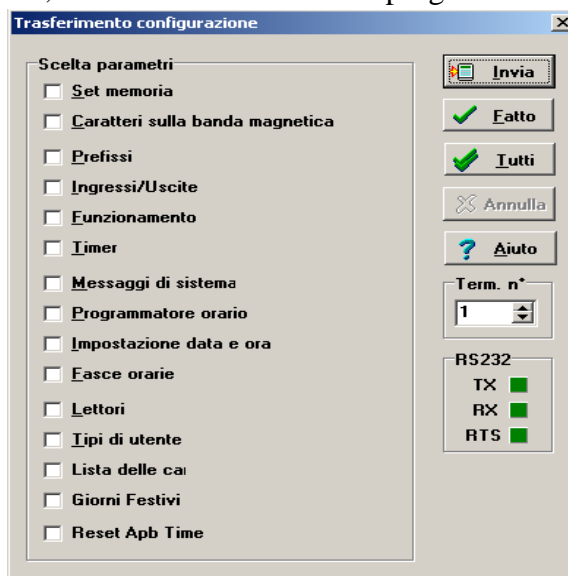 Trasferimento configurazione
Scelta parametri
Set memoria
Caratteri sulla banda magnetica
Prefissi
Ingressi/Uscite
Funzionamento
Timer
Messaggi di sistema
Programmatore orario
Impostazione data e ora
Fasce orarie
Lettori
Tipi di utente
Lista delle car
Giorni Festivi
Reset Apb Time
Invia
Fatto
Tutti
Annulla
Aiuto
Term. n°
1
RS232
TX
RX
RTS